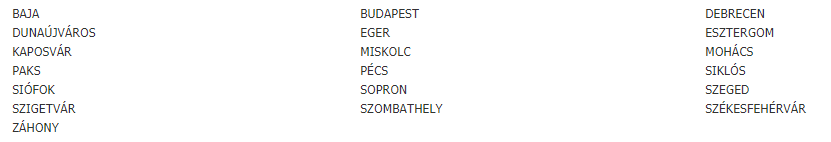 BAJA BUDAPEST DEBRECEN
DUNAÚJVÁROS EGER ESZTERGOM
KAPOSVÁR MISKOLC MOHÁCS
PAKS PÉCS SIKLÓS
SIÓFOK SOPRON SZEGED
SZIGETVÁR SZOMBATHELY SZÉKESFEHÉRVÁR
ZÁHONY